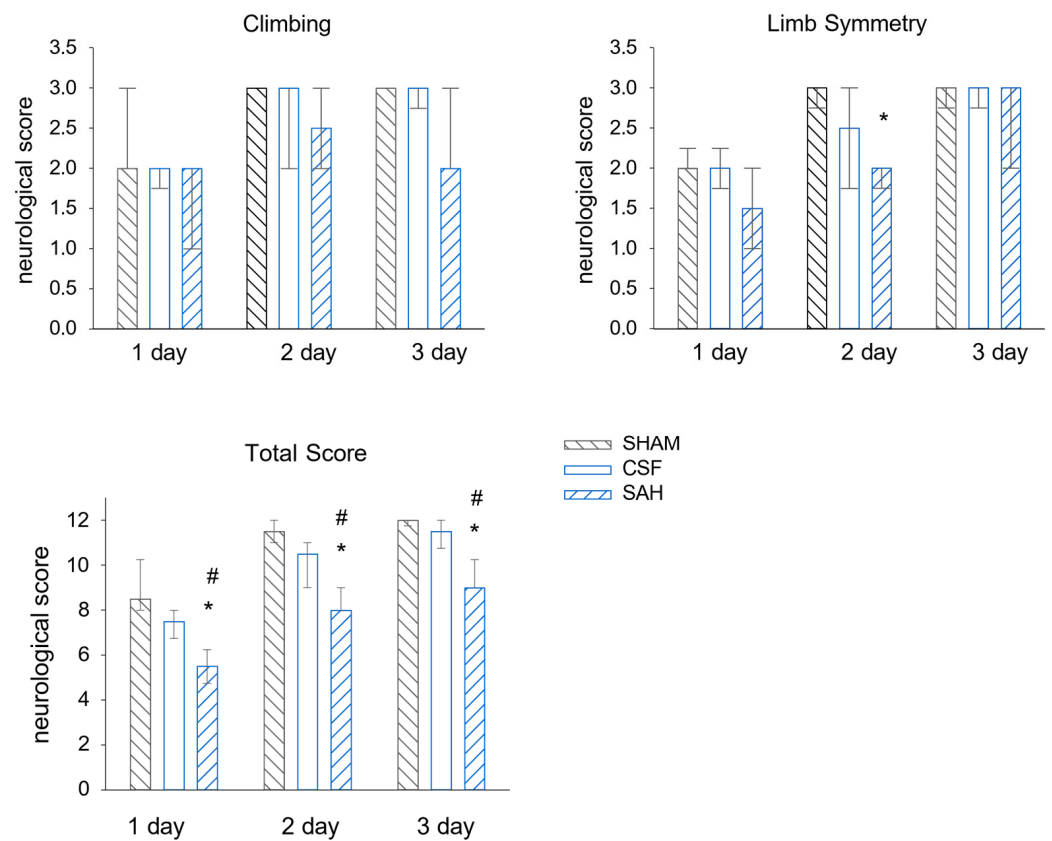 Climbing
neurological score
3.5
3.0
2.5
2.0
1.5
1.0
0.5
0.0
1 day 2 day 3 day
Limb Symmetry
neurological score
3.5
3.0
2.5
2.0
1.5
1.0
0.5
0.0
*
1 day 2 day 3 day
Total Score
neurological score
12
10
8
6
4
2
0
#
*
#
*
#
*
1 day 2 day 3 day
SHAM
CSF
SAH